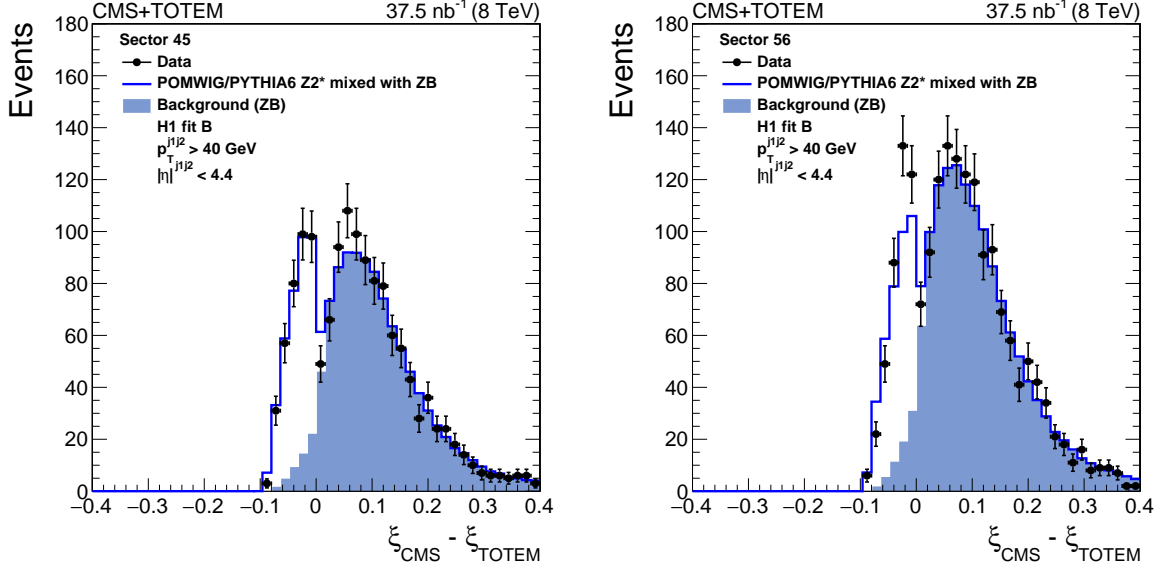 CMS+TOTEM 37.5 nb⁻¹ (8 TeV)
Events
180
160
140
120
100
80
60
40
20
0
Sector 45
Data
POMWIG/PYTHIA6 Z2* mixed with ZB
Background (ZB)
H1 fit B
p_T^{j1j2} > 40 GeV
|η|^{j1j2} < 4.4
−0.4 −0.3 −0.2 −0.1 0 0.1 0.2 0.3 0.4
ξ_CMS - ξ_TOTEM
CMS+TOTEM 37.5 nb⁻¹ (8 TeV)
Events
180
160
140
120
100
80
60
40
20
0
Sector 56
Data
POMWIG/PYTHIA6 Z2* mixed with ZB
Background (ZB)
H1 fit B
p_T^{j1j2} > 40 GeV
|η|^{j1j2} < 4.4
−0.4 −0.3 −0.2 −0.1 0 0.1 0.2 0.3 0.4
ξ_CMS - ξ_TOTEM